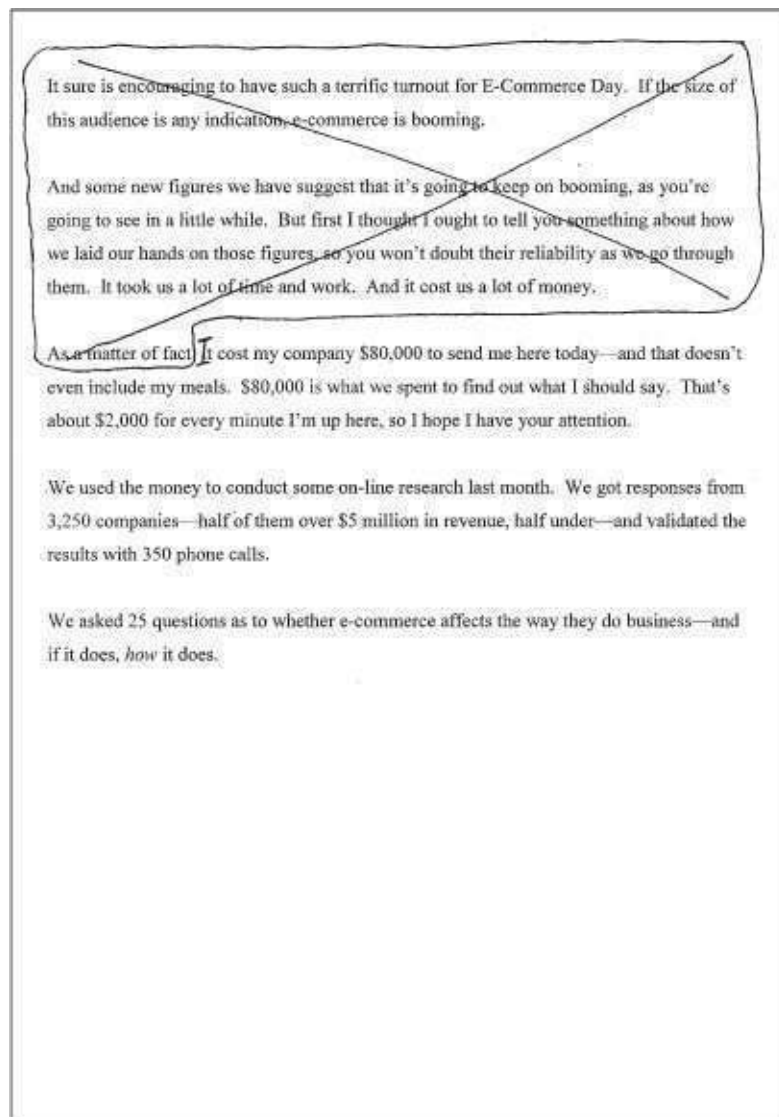 It sure is encouraging to have such a terrific turnout for E-Commerce Day. If the size of
this audience is any indication, e-commerce is booming.
And some new figures we have suggest that it's going to keep on booming, as you're
going to see in a little while. But first I thought I ought to tell you something about how
we laid our hands on those figures, so you won't doubt their reliability as we go through
them. It took us a lot of time and work. And it cost us a lot of money.
As a matter of fact It cost my company $80,000 to send me here today—and that doesn't
even include my meals. $80,000 is what we spent to find out what I should say. That's
about $2,000 for every minute I'm up here, so I hope I have your attention.
We used the money to conduct some on-line research last month. We got responses from
3,250 companies—half of them over $5 million in revenue, half under—and validated the
results with 350 phone calls.
We asked 25 questions as to whether e-commerce affects the way they do business—and
if it does, how it does.